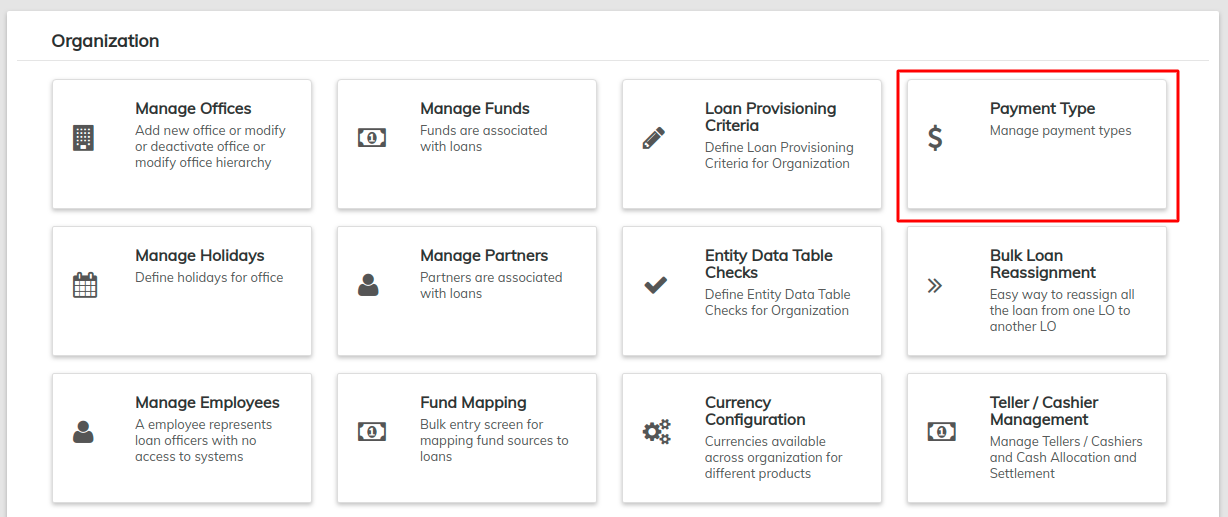 Organization
Manage Offices
Add new office or modify
or deactivate office or
modify office hierarchy
Manage Funds
Funds are associated
with loans
Loan Provisioning
Criteria
Define Loan Provisioning
Criteria for Organization
Payment Type
Manage payment types
Manage Holidays
Define holidays for office
Manage Partners
Partners are associated
with loans
Entity Data Table
Checks
Define Entity Data Table
Checks for Organization
Bulk Loan
Reassignment
Easy way to reassign all
the loan from one LO to
another LO
Manage Employees
A employee represents
loan officers with no
access to systems
Fund Mapping
Bulk entry screen for
mapping fund sources to
loans
Currency
Configuration
Currencies available
across organization for
different products
Teller / Cashier
Management
Manage Tellers / Cashiers
and Cash Allocation and
Settlement